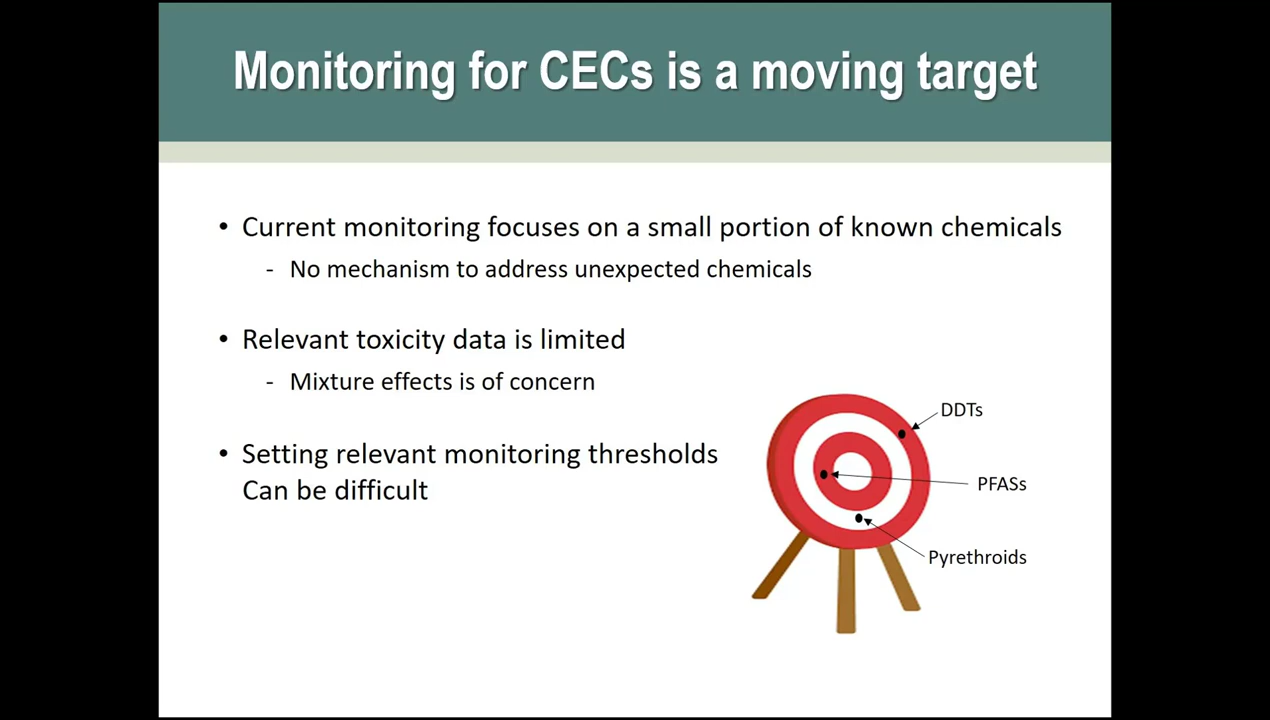 Monitoring for CECs is a moving target
• Current monitoring focuses on a small portion of known chemicals
- No mechanism to address unexpected chemicals
• Relevant toxicity data is limited
- Mixture effects is of concern
• Setting relevant monitoring thresholds
Can be difficult
DDTs
PFASs
Pyrethroids